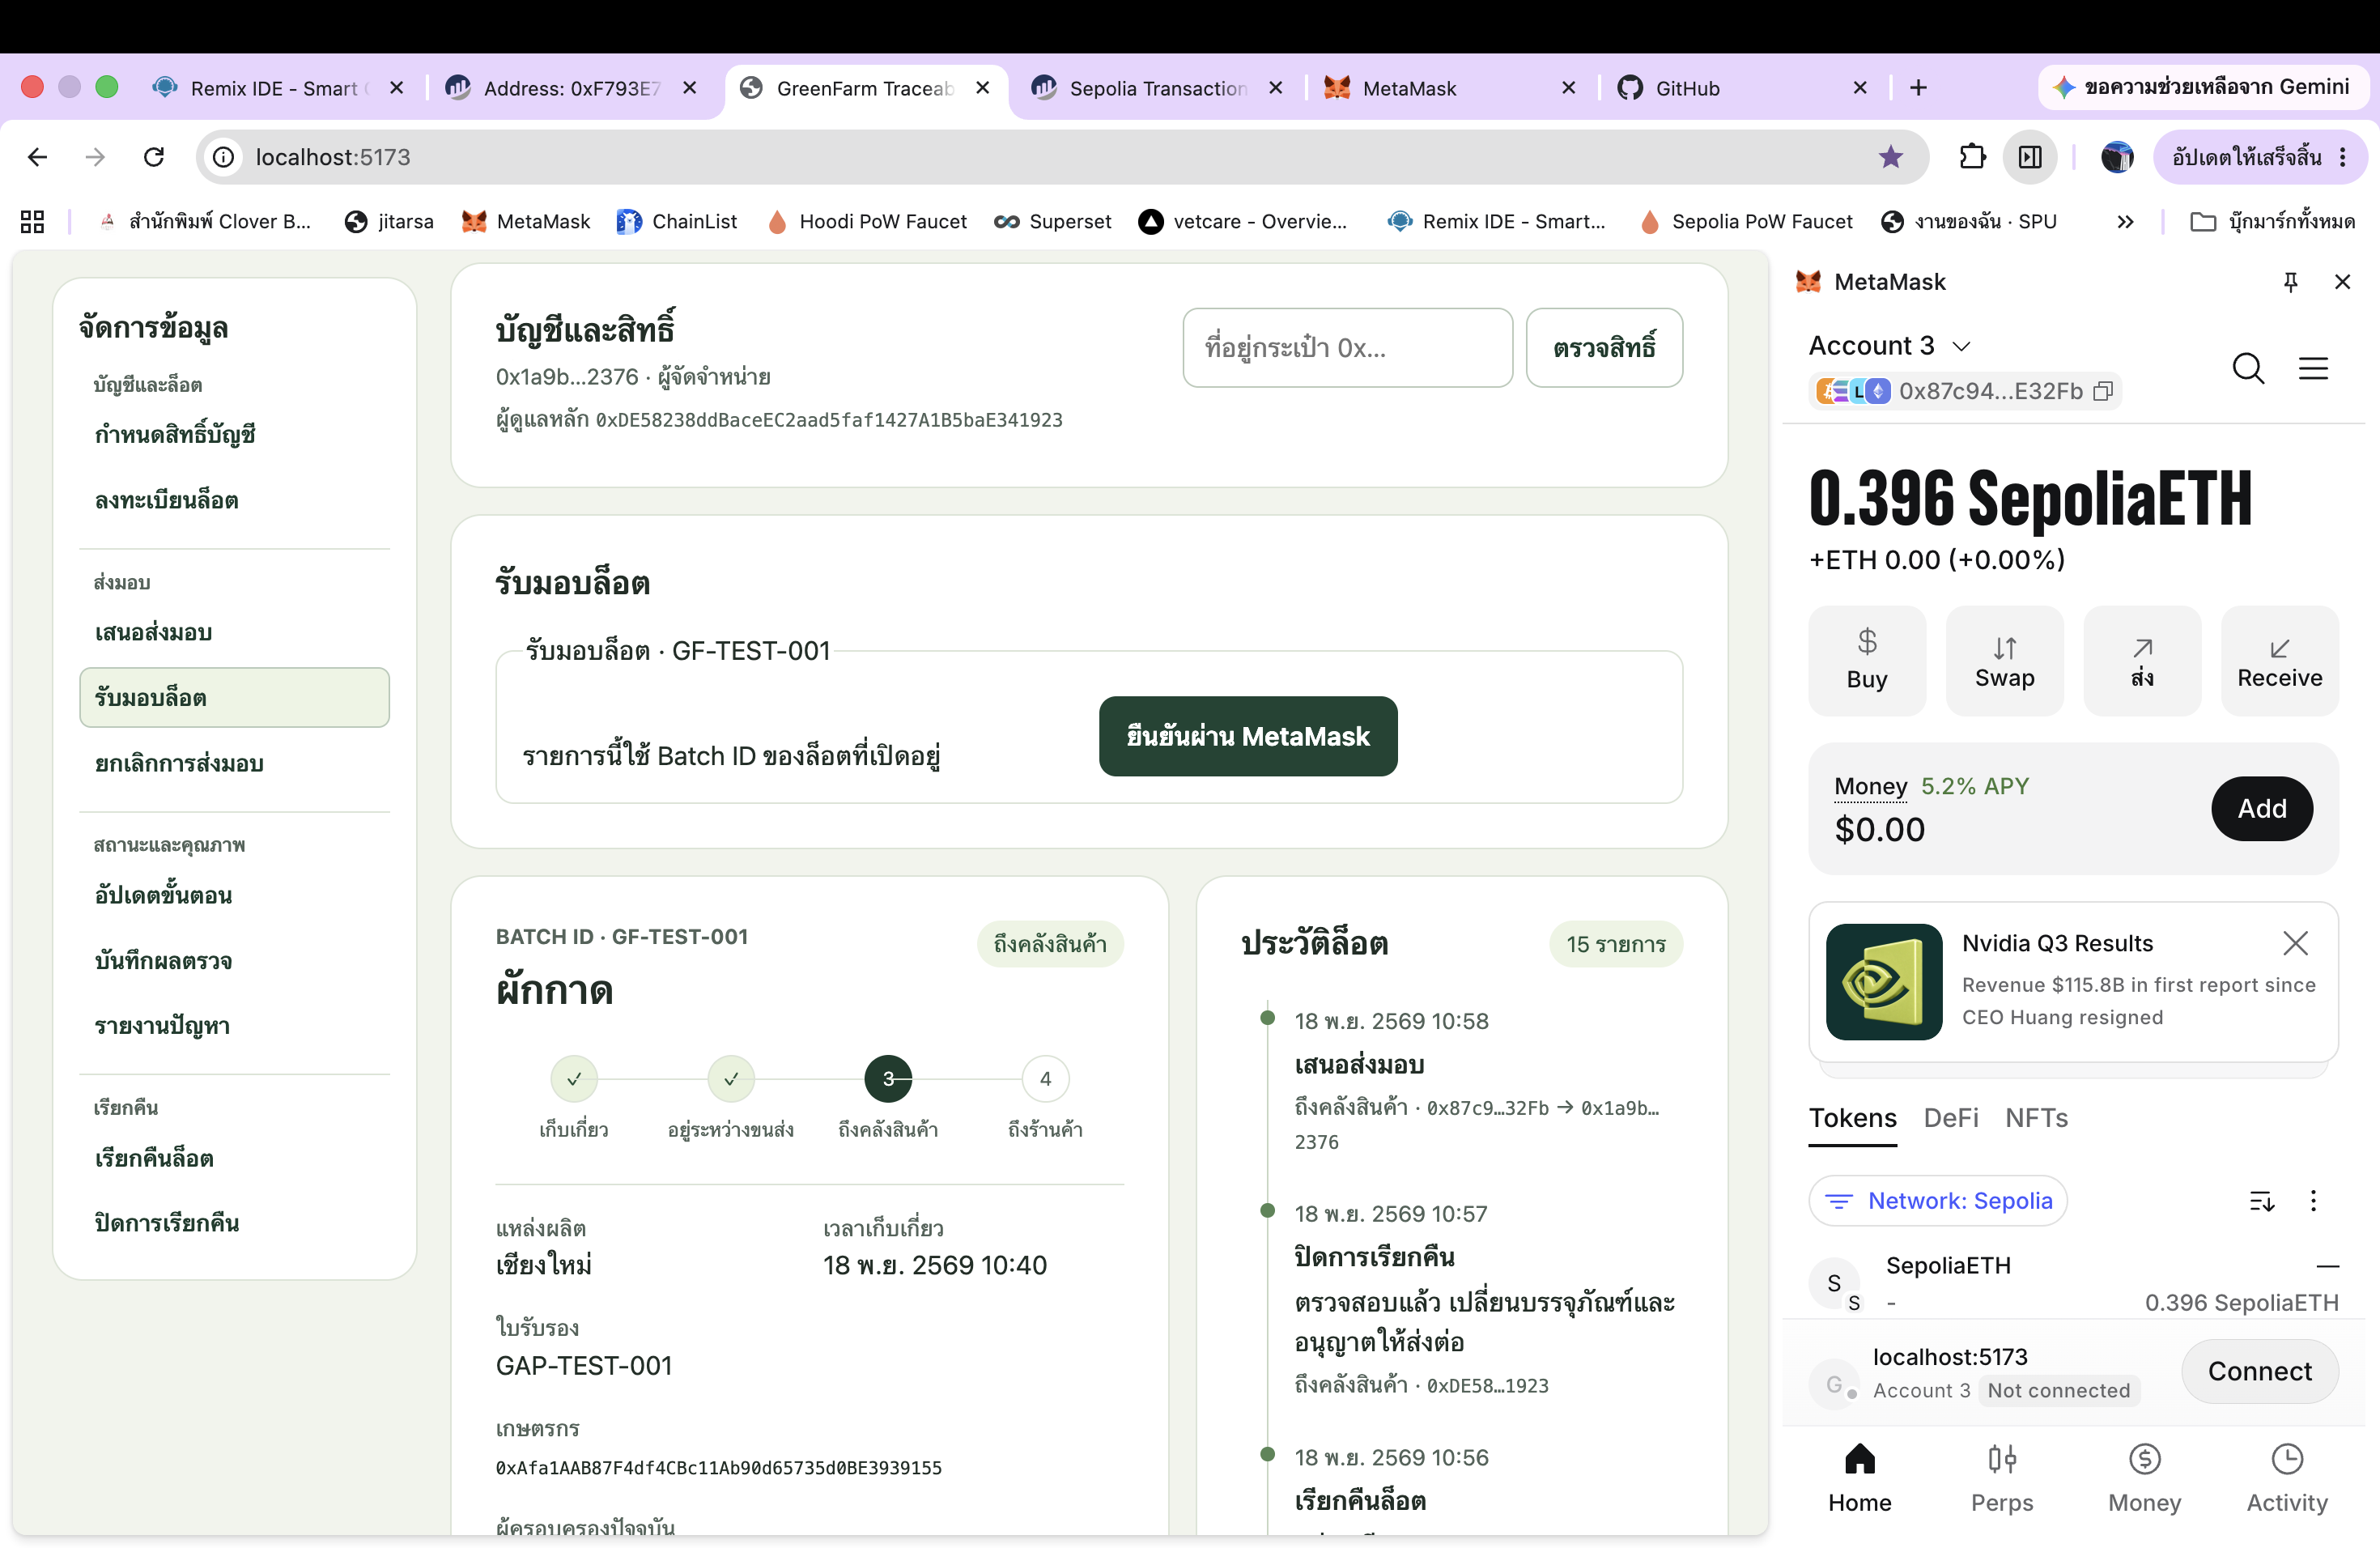 Remix IDE - Smart
Address: 0xF793E7
GreenFarm Traceab
Sepolia Transaction
MetaMask
GitHub
ขอความช่วยเหลือจาก Gemini
localhost:5173
อัปเดตให้เสร็จสิ้น
สำนักพิมพ์ Clover B...
jitarsa
MetaMask
ChainList
Hoodi PoW Faucet
Superset
vetcare - Overvie...
Remix IDE - Smart...
Sepolia PoW Faucet
งานของฉัน · SPU
บุ๊กมาร์กทั้งหมด
จัดการข้อมูล
บัญชีและล็อต
กำหนดสิทธิ์บัญชี
ลงทะเบียนล็อต
ส่งมอบ
เสนอส่งมอบ
รับมอบล็อต
ยกเลิกการส่งมอบ
สถานะและคุณภาพ
อัปเดตขั้นตอน
บันทึกผลตรวจ
รายงานปัญหา
เรียกคืน
เรียกคืนล็อต
ปิดการเรียกคืน
บัญชีและสิทธิ์
0x1a9b...2376 · ผู้จัดจำหน่าย
ผู้ดูแลหลัก 0xDE58238ddBaceEC2aad5faf1427A1B5baE341923
ที่อยู่กระเป๋า 0x...
ตรวจสิทธิ์
รับมอบล็อต
รับมอบล็อต · GF-TEST-001
รายการนี้ใช้ Batch ID ของล็อตที่เปิดอยู่
ยืนยันผ่าน MetaMask
BATCH ID · GF-TEST-001
ถึงคลังสินค้า
ผักกาด
3
4
เก็บเกี่ยว
อยู่ระหว่างขนส่ง
ถึงคลังสินค้า
ถึงร้านค้า
แหล่งผลิต
เชียงใหม่
เวลาเก็บเกี่ยว
18 พ.ย. 2569 10:40
ใบรับรอง
GAP-TEST-001
เกษตรกร
0xAfa1AAB87F4df4CBc11Ab90d65735d0BE3939155
ผู้ครอบครองปัจจุบัน
ประวัติล็อต
15 รายการ
18 พ.ย. 2569 10:58
เสนอส่งมอบ
ถึงคลังสินค้า · 0x87c9…32Fb → 0x1a9b…
2376
18 พ.ย. 2569 10:57
ปิดการเรียกคืน
ตรวจสอบแล้ว เปลี่ยนบรรจุภัณฑ์และ
อนุญาตให้ส่งต่อ
ถึงคลังสินค้า · 0xDE58…1923
18 พ.ย. 2569 10:56
เรียกคืนล็อต
MetaMask
Account 3
0x87c94...E32Fb
0.396 SepoliaETH
+ETH 0.00 (+0.00%)
Buy
Swap
ส่ง
Receive
Money 5.2% APY
$0.00
Add
Nvidia Q3 Results
Revenue $115.8B in first report since
CEO Huang resigned
Tokens
DeFi
NFTs
Network: Sepolia
S
S
SepoliaETH
—
-
0.396 SepoliaETH
G
localhost:5173
Account 3
Not connected
Connect
Home
Perps
Money
Activity